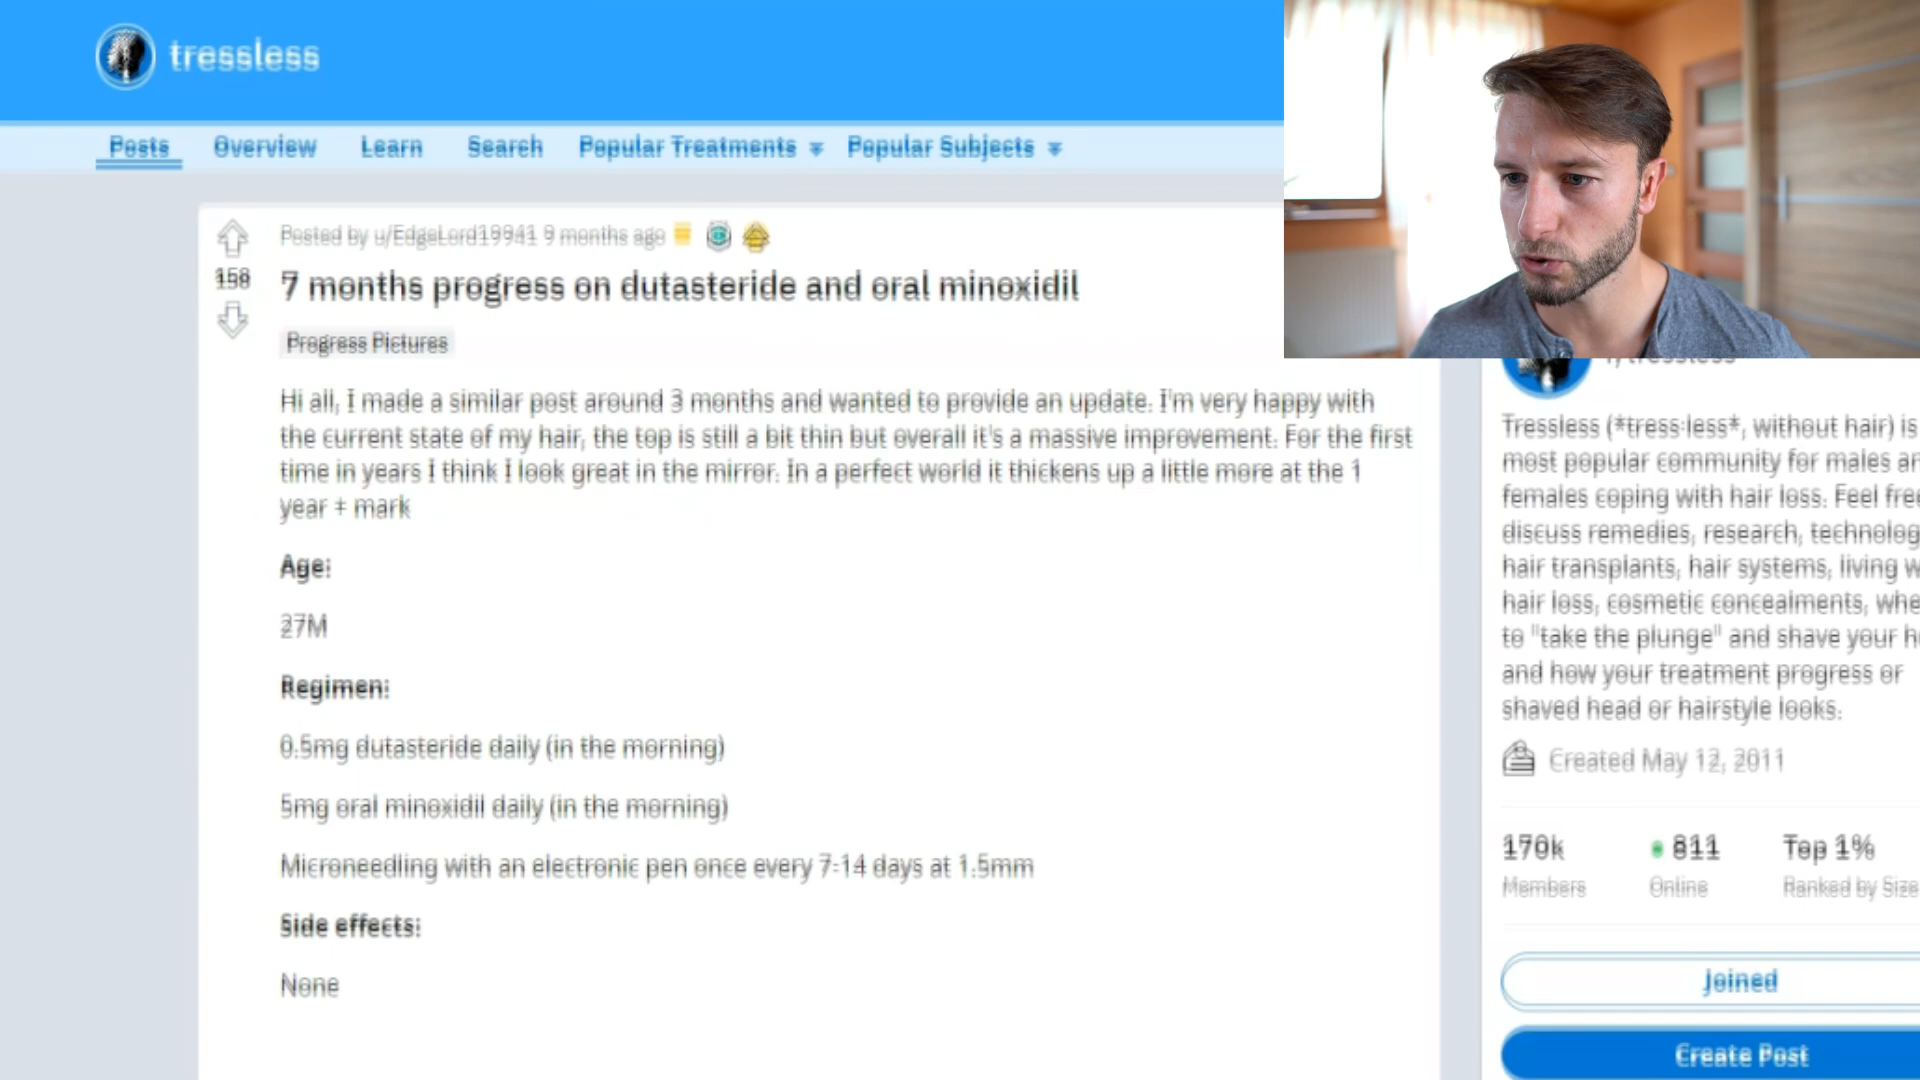 tressless
Posts Overview Learn Search Popular Treatments Popular Subjects
Posted by u/EdgeLord19941 9 months ago
158
7 months progress on dutasteride and oral minoxidil
Progress Pictures
Hi all, I made a similar post around 3 months and wanted to provide an update. I'm very happy with
the current state of my hair, the top is still a bit thin but overall it's a massive improvement. For the first
time in years I think I look great in the mirror. In a perfect world it thickens up a little more at the 1
year + mark
Age:
27M
Regimen:
0.5mg dutasteride daily (in the morning)
5mg oral minoxidil daily (in the morning)
Microneedling with an electronic pen once every 7-14 days at 1.5mm
Side effects:
None
Tressless (*tress·less*, without hair) is
most popular community for males
females coping with hair loss. Feel
discuss remedies, research,
hair transplants, hair systems, living
hair loss, cosmetic concealments,
to "take the plunge" and shave your
and how your treatment progress or
shaved head or hairstyle looks.
Created May 12, 2011
170k 811 Top 1%
Members Online Ranked by Size
Joined
Create Post